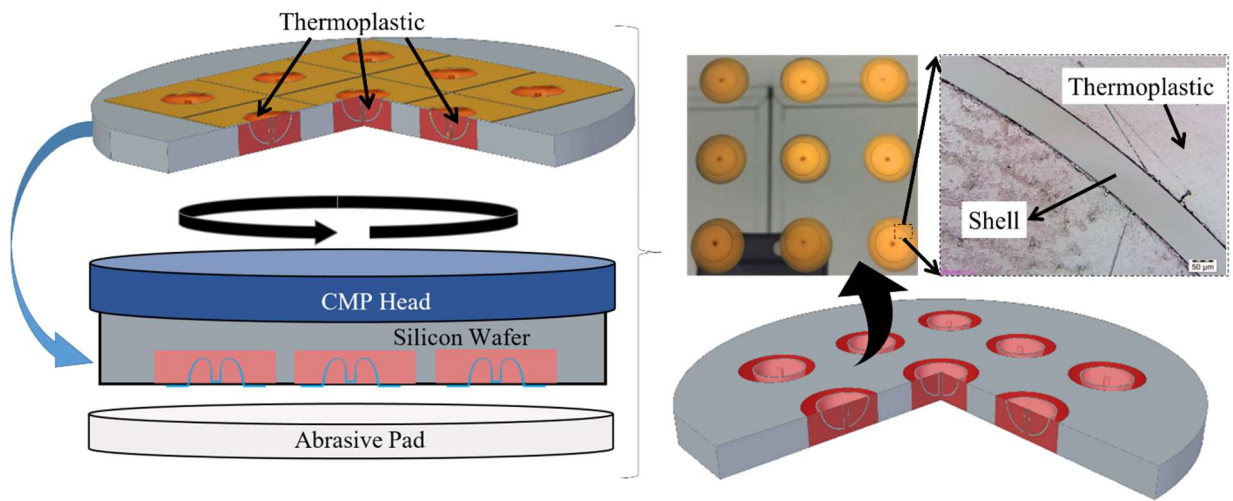 Thermoplastic
CMP Head
Silicon Wafer
Abrasive Pad
Thermoplastic
Shell
50 μm